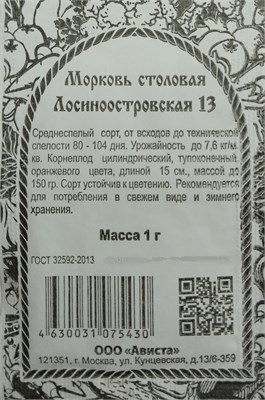 Морковь столовая
Лосиноостровская 13
Среднеспелый сорт, от всходов до технической
спелости 80 - 104 дня. Урожайность до 7,6 кг/м.
кв. Корнеплод цилиндрический, тупоконечный,
оранжевого цвета, длиной 15 см., массой до
150 гр. Сорт устойчив к цветению. Рекомендуется
для потребления в свежем виде и зимнего
хранения.
Масса 1 г
ГОСТ 32592-2013
4 630031 075430
ООО «Ависта»
121351, г. Москва, ул. Кунцевская, д.13/6-359